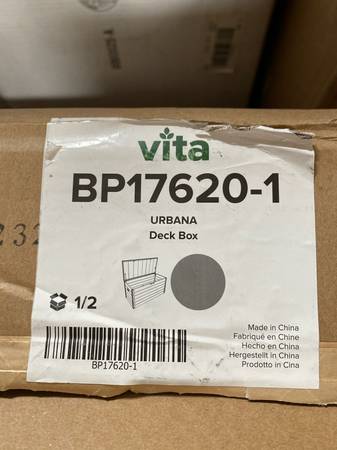 vita
BP17620-1
URBANA
Deck Box
1/2
BP17620-1
Made in China
Fabriqué en Chine
Hecho en China
Hergestellt in China
Prodotto in Cina
232